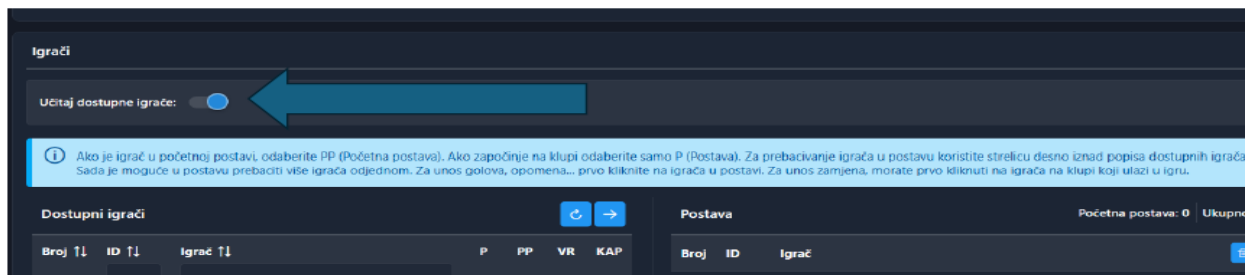 Igrači
Učitaj dostupne igrače:
Ako je igrač u početnoj postavi, odaberite PP (Početna postava). Ako započinje na klupi odaberite samo P (Postava). Za prebacivanje igrača u postavu koristite strelicu desno iznad popisa dostupnih igrača
Sada je moguće u postavu prebaciti više igrača odjednom. Za unos golova, opomena... prvo kliknite na igrača u postavi. Za unos zamjena, morate prvo kliknuti na igrača na klupi koji ulazi u igru.
Dostupni igrači
Broj ID Igrač P PP VR KAP
Postava Početna postava: 0 Ukupno
Broj ID Igrač